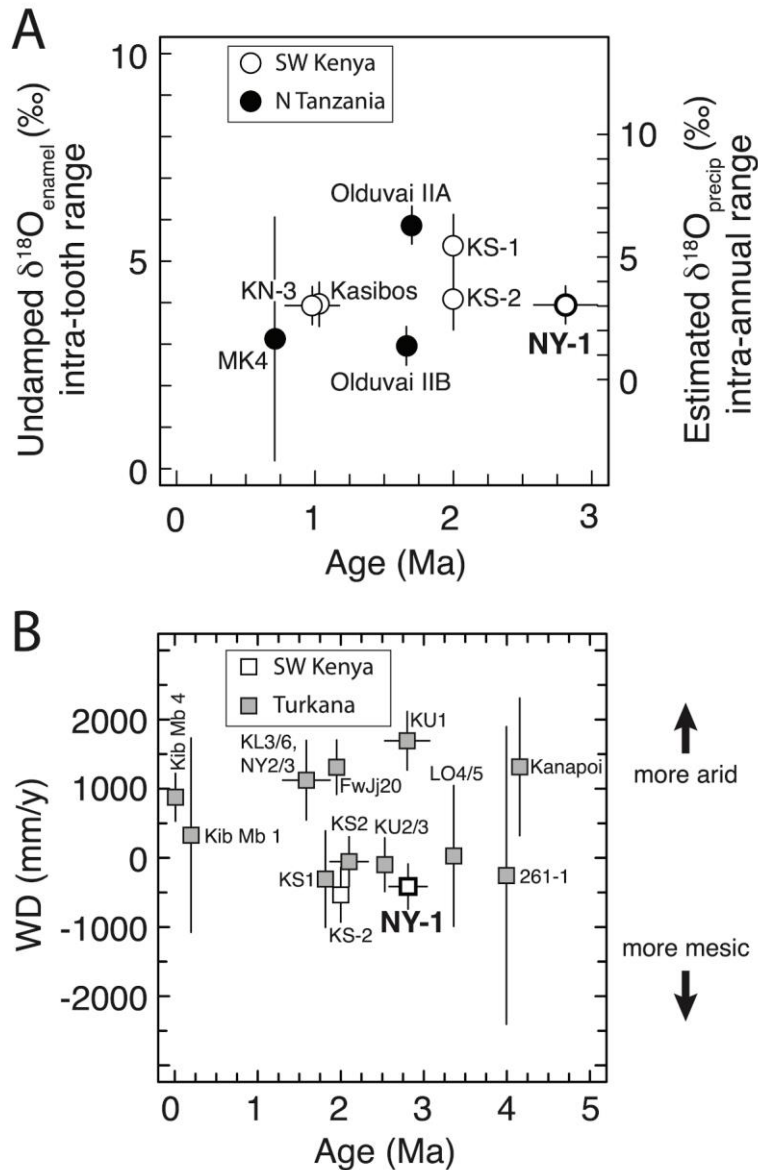 A
SW Kenya
N Tanzania
Undamped δ18Oenamel (‰)
intra-tooth range
10
5
0
Olduvai IIA
KS-1
KN-3
Kasibos
KS-2
MK4
NY-1
Olduvai IIB
10
5
0
Estimated δ18Oprecip (‰)
intra-annual range
0 1 2 3
Age (Ma)
B
SW Kenya
Turkana
WD (mm/y)
2000
1000
0
-1000
-2000
Kib Mb 4
KL3/6,
NY2/3
KU1
FwJj20
LO4/5
Kanapoi
Kib Mb 1
KS2
KU2/3
KS1
261-1
KS-2
NY-1
more arid
more mesic
0 1 2 3 4 5
Age (Ma)